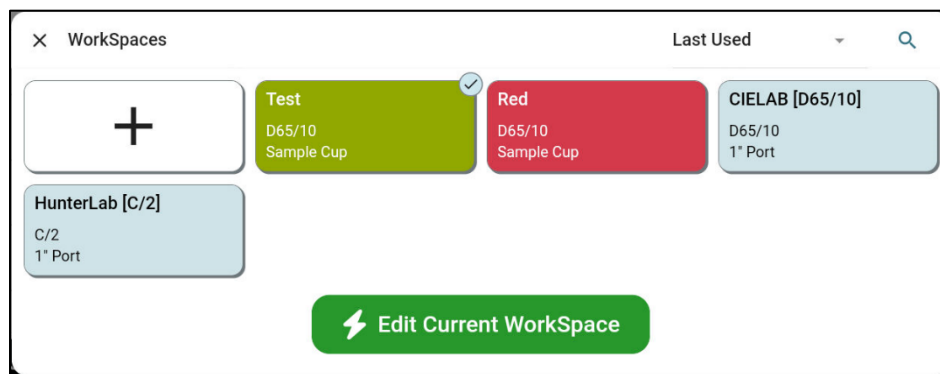 WorkSpaces
Last Used
Test
D65/10
Sample Cup
Red
D65/10
Sample Cup
CIELAB [D65/10]
D65/10
1" Port
HunterLab [C/2]
C/2
1" Port
Edit Current WorkSpace